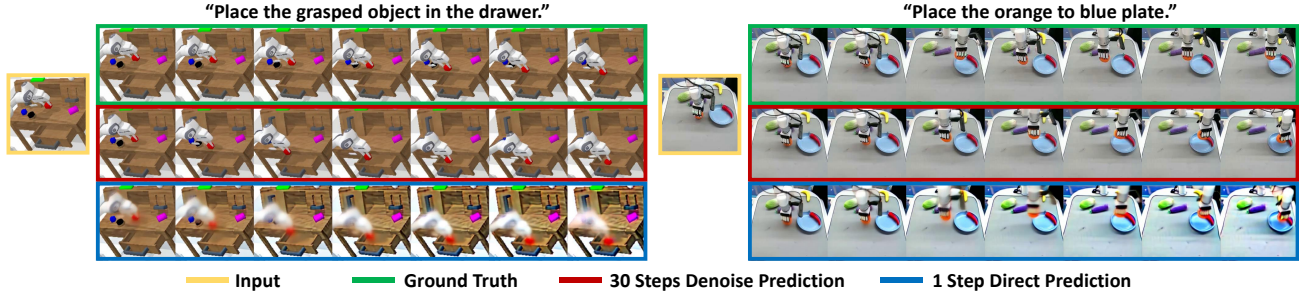 “Place the grasped object in the drawer.”
“Place the orange to blue plate.”
Input
Ground Truth
30 Steps Denoise Prediction
1 Step Direct Prediction